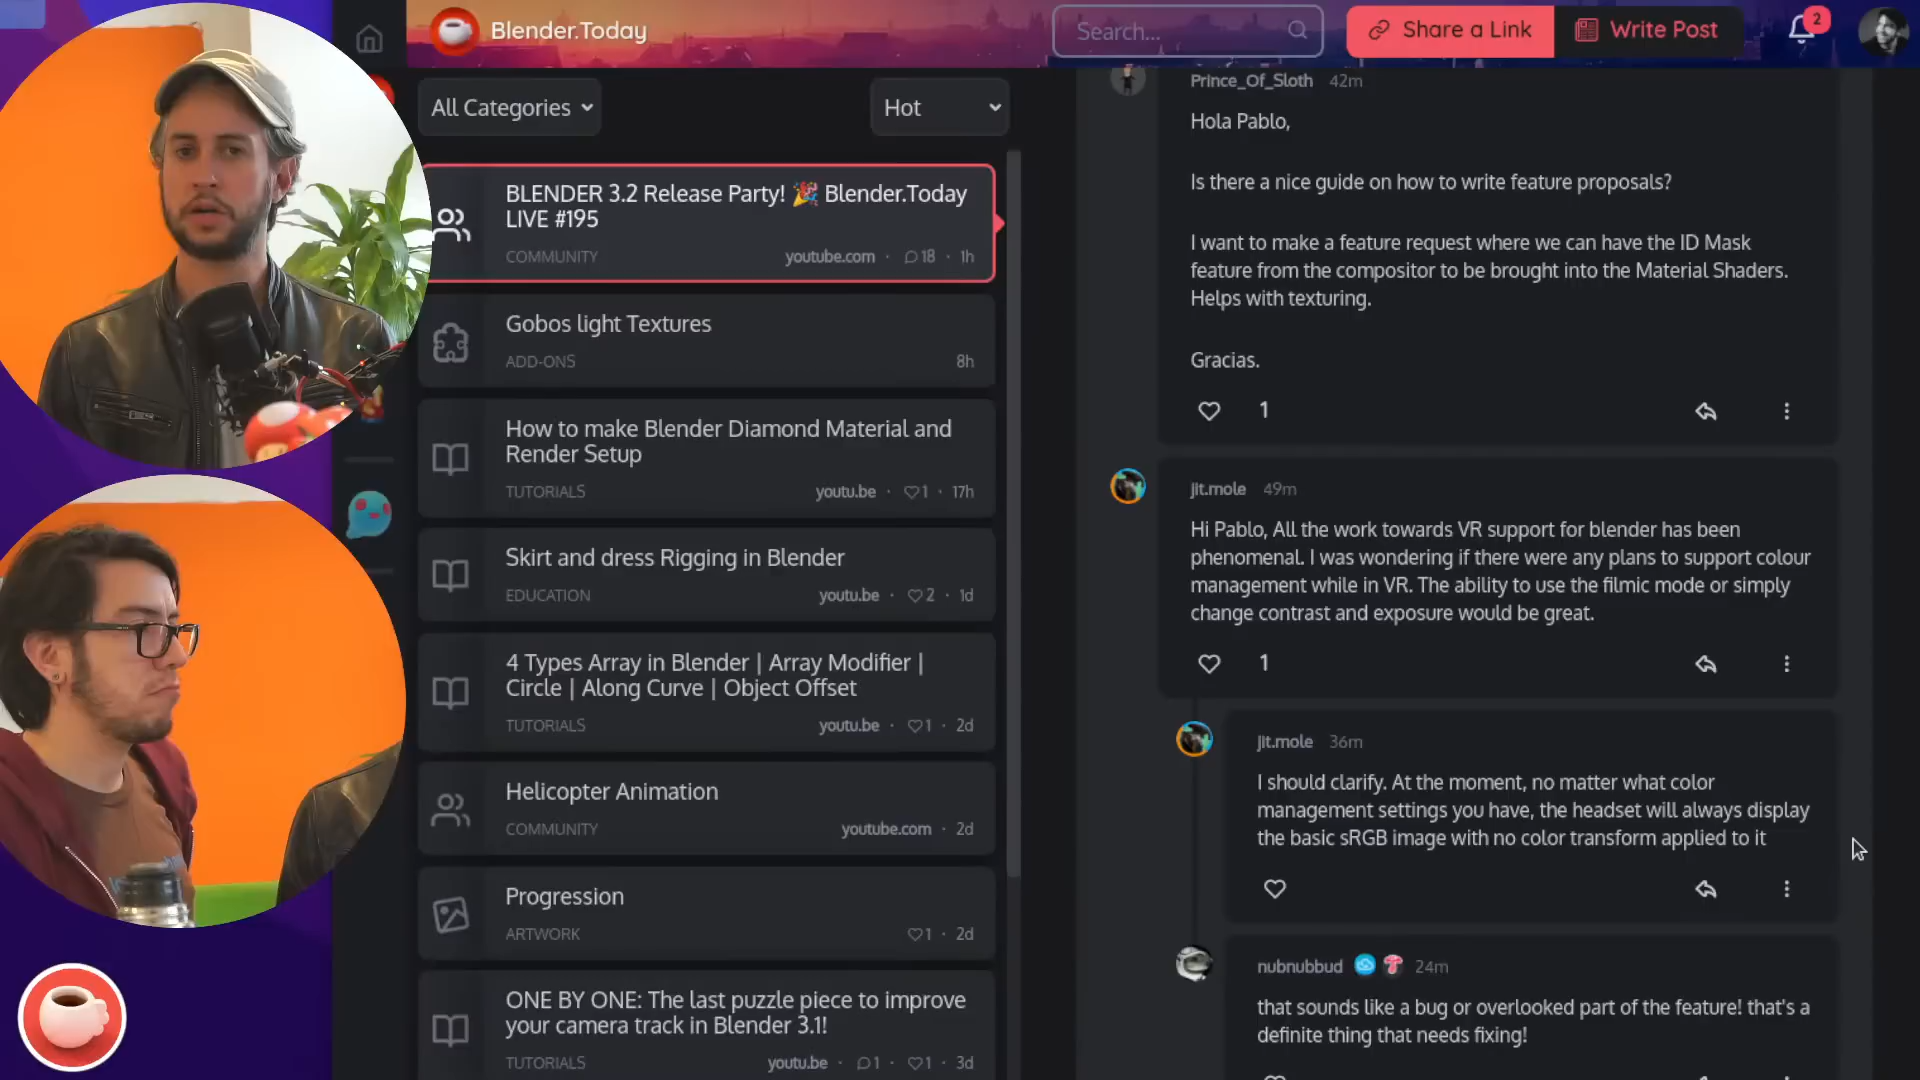 Blender.Today
Search...
Share a Link
Write Post
2
All Categories
Hot
BLENDER 3.2 Release Party! 🎉 Blender.Today
LIVE #195
COMMUNITY
youtube.com · 18 · 1h
Gobos light Textures
ADD-ONS
8h
How to make Blender Diamond Material and
Render Setup
TUTORIALS
youtu.be · 1 · 17h
Skirt and dress Rigging in Blender
EDUCATION
youtu.be · 2 · 1d
4 Types Array in Blender | Array Modifier |
Circle | Along Curve | Object Offset
TUTORIALS
youtu.be · 1 · 2d
Helicopter Animation
COMMUNITY
youtube.com · 2d
Progression
ARTWORK
1 · 2d
ONE BY ONE: The last puzzle piece to improve
your camera track in Blender 3.1!
TUTORIALS
youtu.be · 1 · 1 · 3d
Prince_Of_Sloth 42m
Hola Pablo,
Is there a nice guide on how to write feature proposals?
I want to make a feature request where we can have the ID Mask
feature from the compositor to be brought into the Material Shaders.
Helps with texturing.
Gracias.
1
jit.mole 49m
Hi Pablo, All the work towards VR support for blender has been
phenomenal. I was wondering if there were any plans to support colour
management while in VR. The ability to use the filmic mode or simply
change contrast and exposure would be great.
1
jit.mole 36m
I should clarify. At the moment, no matter what color
management settings you have, the headset will always display
the basic sRGB image with no color transform applied to it
nubnubbud 24m
that sounds like a bug or overlooked part of the feature! that's a
definite thing that needs fixing!